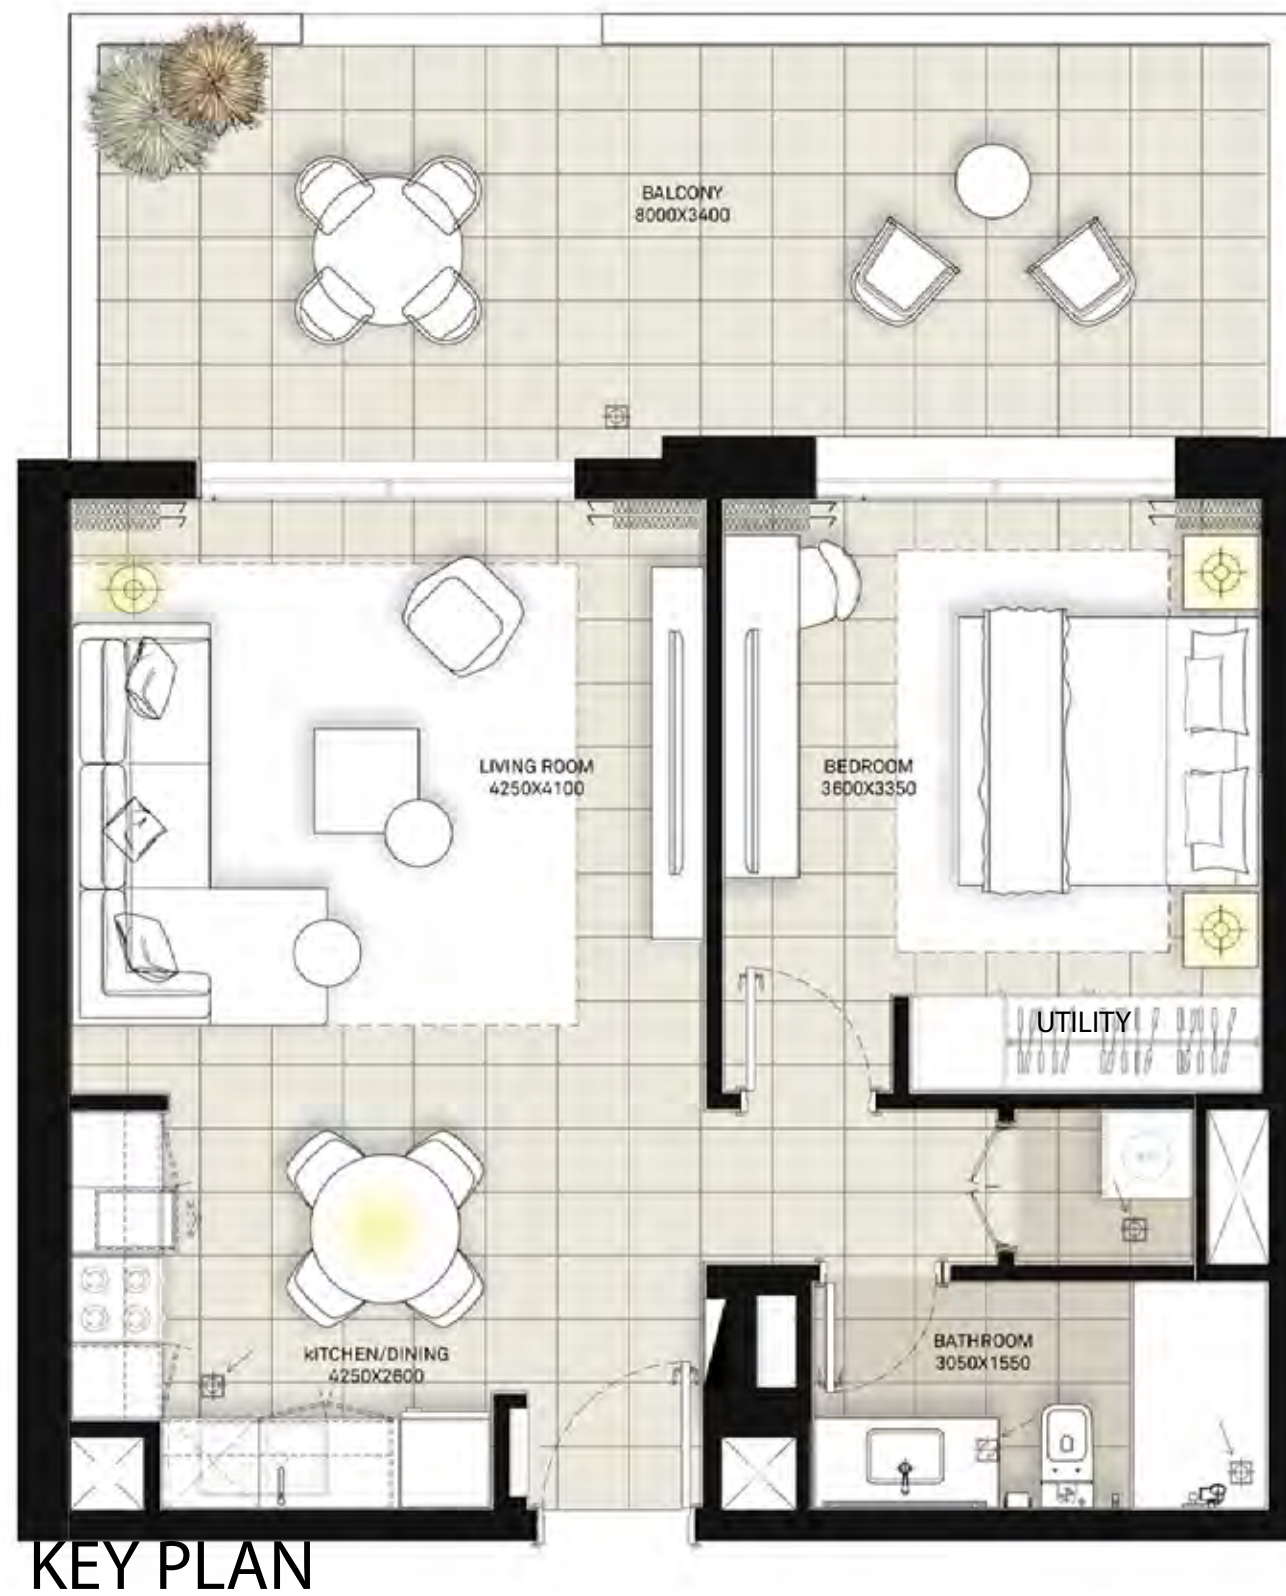 BALCONY
8000X3400
LIVING ROOM
4250X4100
BEDROOM
3600X3350
UTILITY
kITCHEN/DINING
4250X2600
BATHROOM
3050X1550
KEY PLAN